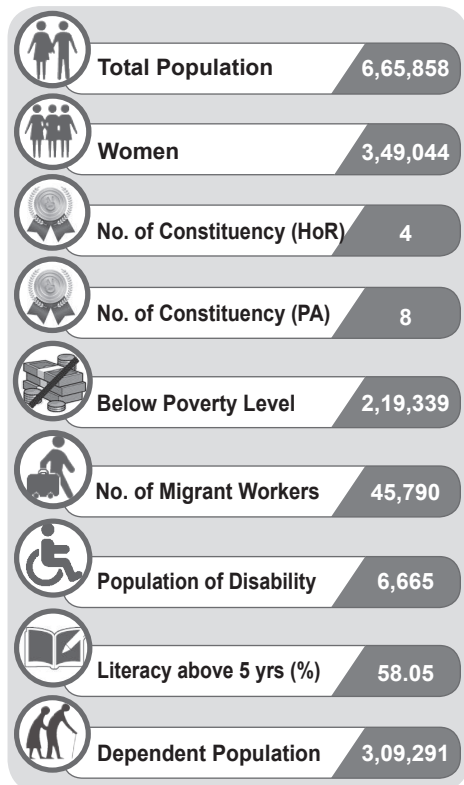 Total Population 6,65,858
Women 3,49,044
No. of Constituency (HoR) 4
No. of Constituency (PA) 8
Below Poverty Level 2,19,339
No. of Migrant Workers 45,790
Population of Disability 6,665
Literacy above 5 yrs (%) 58.05
Dependent Population 3,09,291